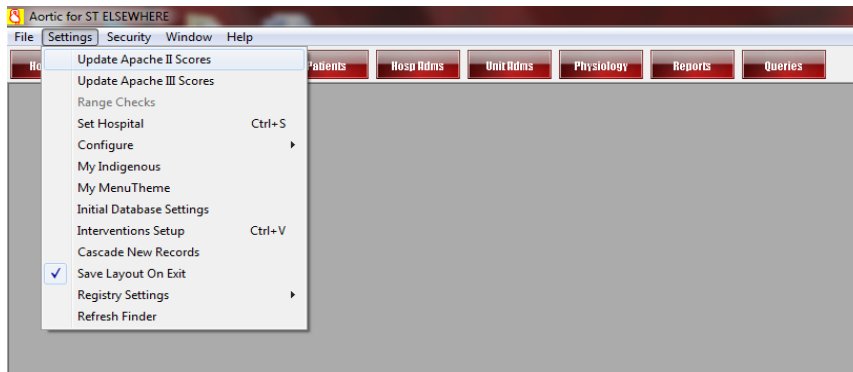 Aortic for ST ELSEWHERE
File Settings Security Window Help
Hosp Adms Unit Adms Physiology Reports Queries
Update Apache II Scores
Update Apache III Scores
Range Checks
Set Hospital Ctrl+S
Configure
My Indigenous
My MenuTheme
Initial Database Settings
Interventions Setup Ctrl+V
Cascade New Records
Save Layout On Exit
Registry Settings
Refresh Finder